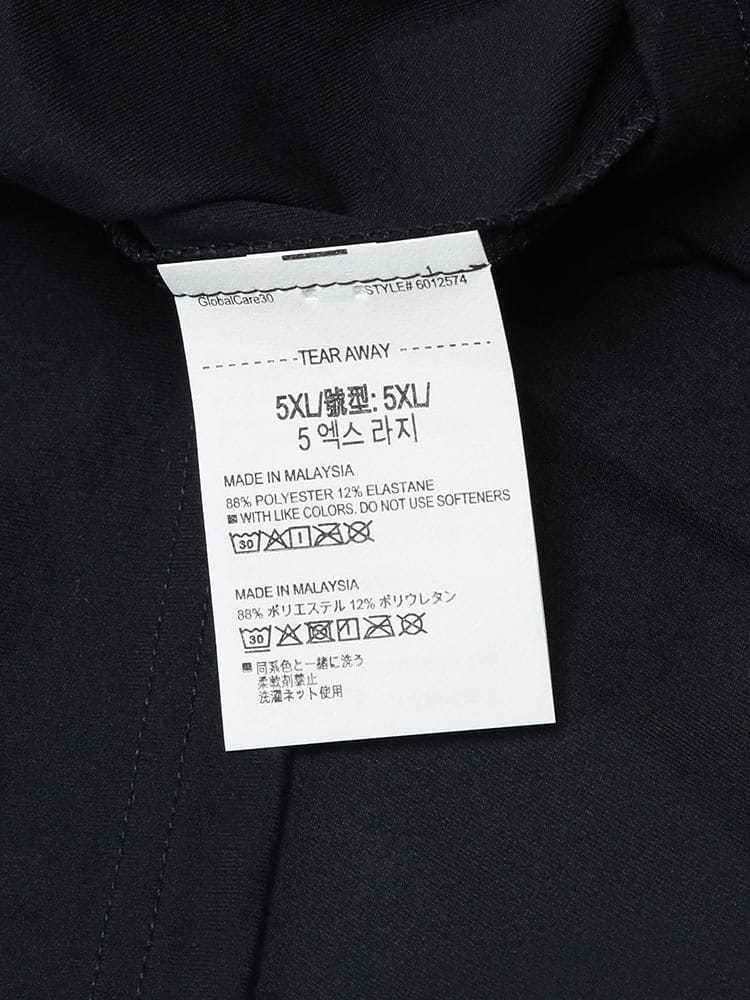 GlobalCare30
STYLE# 6012574
TEAR AWAY
5XL/號型: 5XL/
5 엑스 라지
MADE IN MALAYSIA
88% POLYESTER 12% ELASTANE
WITH LIKE COLORS. DO NOT USE SOFTENERS
30
MADE IN MALAYSIA
88% ポリエステル 12% ポリウレタン
30
同系色と一緒に洗う
柔軟剤禁止
洗濯ネット使用